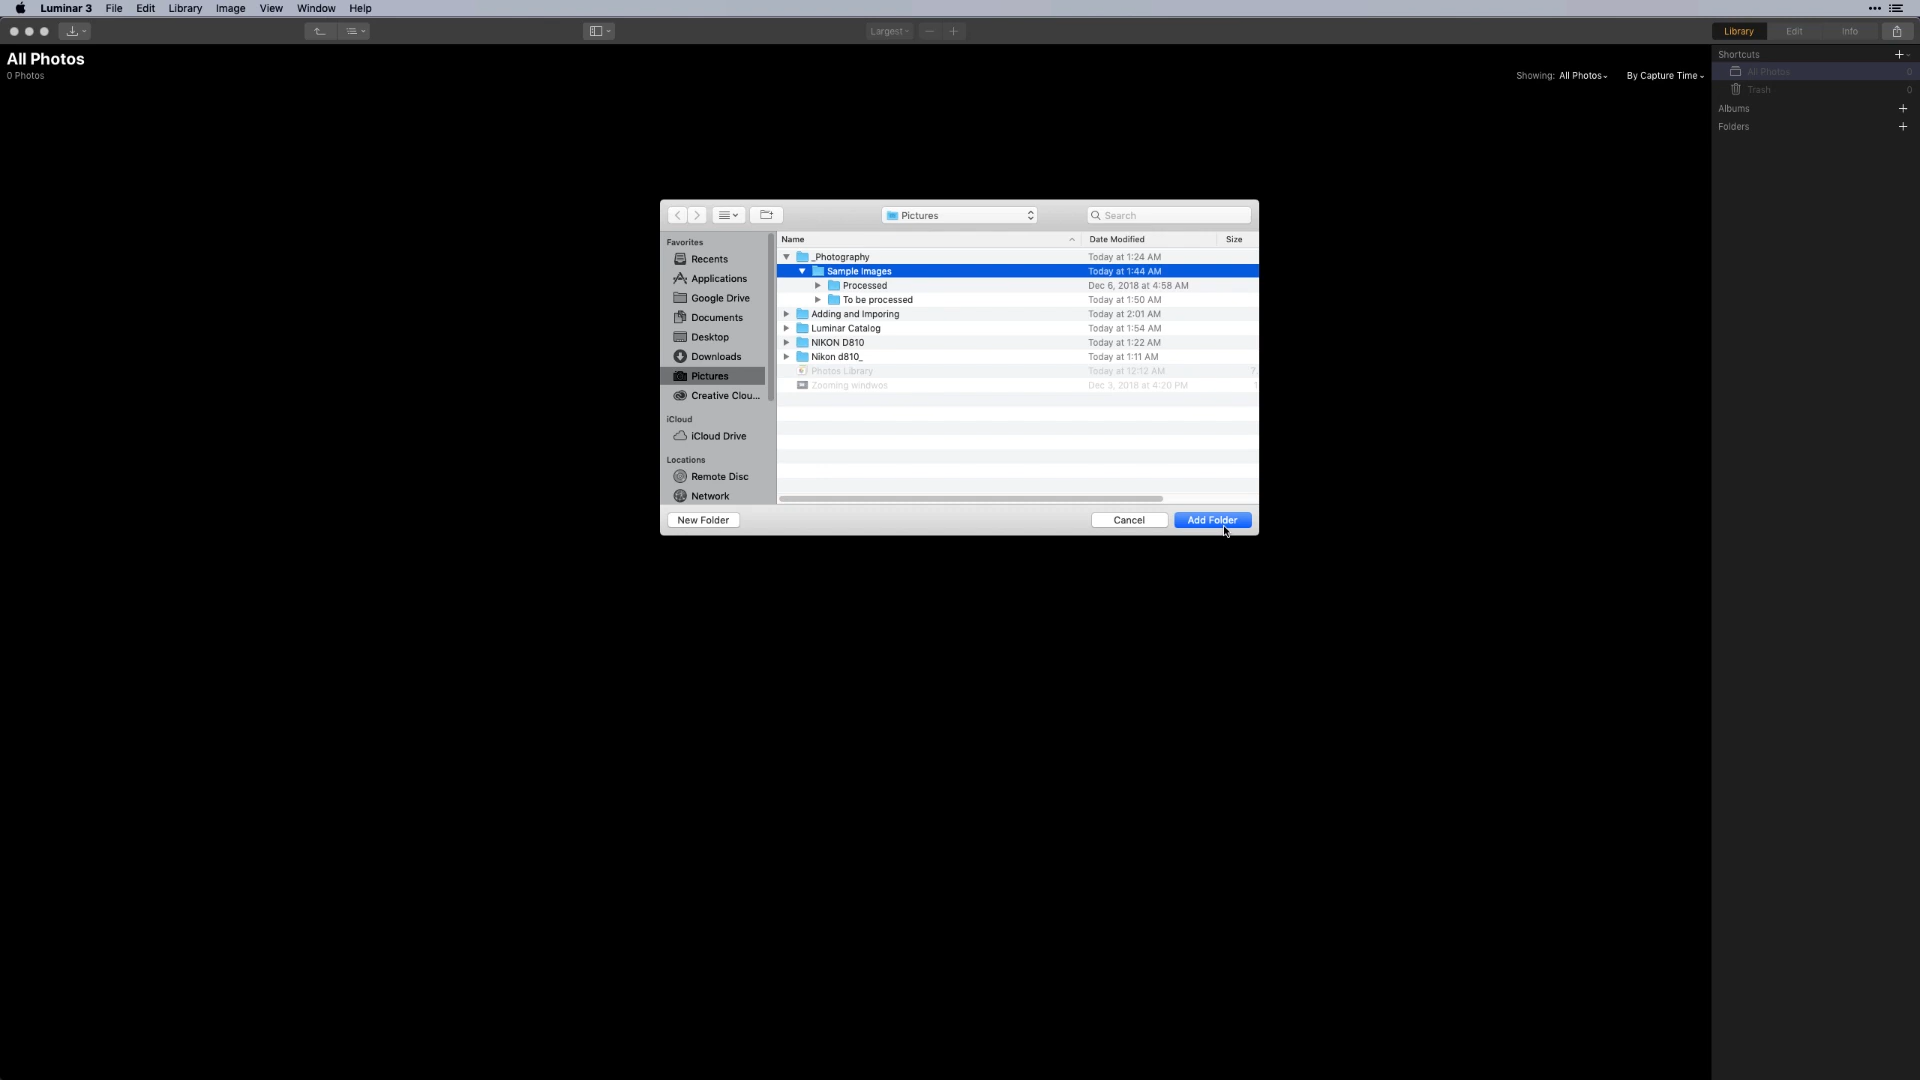 Luminar 3 File Edit Library Image View Window Help
Largest
Library Edit Info
All Photos
0 Photos
Showing: All Photos By Capture Time
Shortcuts
All Photos 0
Trash 0
Albums
Folders
Pictures
Search
Favorites
Recents
Applications
Google Drive
Documents
Desktop
Downloads
Pictures
Creative Clou...
iCloud
iCloud Drive
Locations
Remote Disc
Network
Name Date Modified Size
_Photography Today at 1:24 AM
Sample Images Today at 1:44 AM
Processed Dec 6, 2018 at 4:58 AM
To be processed Today at 1:50 AM
Adding and Imporing Today at 2:01 AM
Luminar Catalog Today at 1:54 AM
NIKON D810 Today at 1:22 AM
Nikon d810_ Today at 1:11 AM
Photos Library Today at 12:12 AM 7.
Zooming windwos Dec 3, 2018 at 4:20 PM 1
New Folder Cancel Add Folder